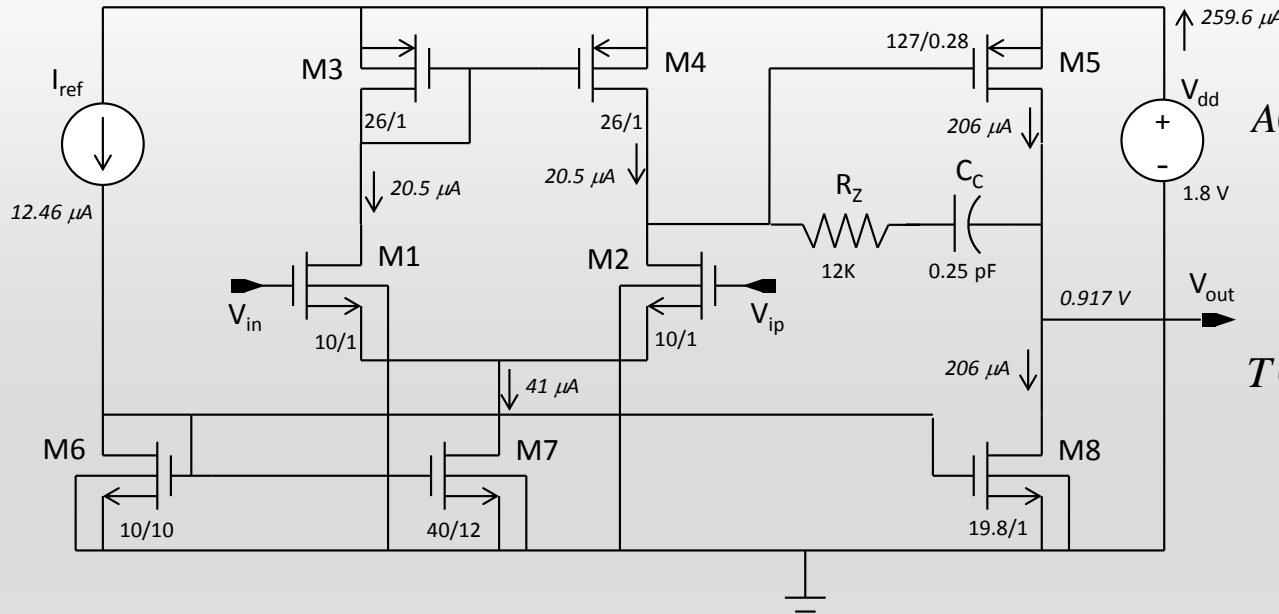 259.6 µA
127/0.28
M3
M4
M5
I_ref
V_dd
A(
26/1
26/1
206 µA
+
-
R_Z
C_C
20.5 µA
20.5 µA
1.8 V
12.46 µA
M1
M2
12K
0.25 pF
0.917 V
V_out
V_in
V_ip
10/1
10/1
206 µA
T(
41 µA
M6
M7
M8
10/10
40/12
19.8/1